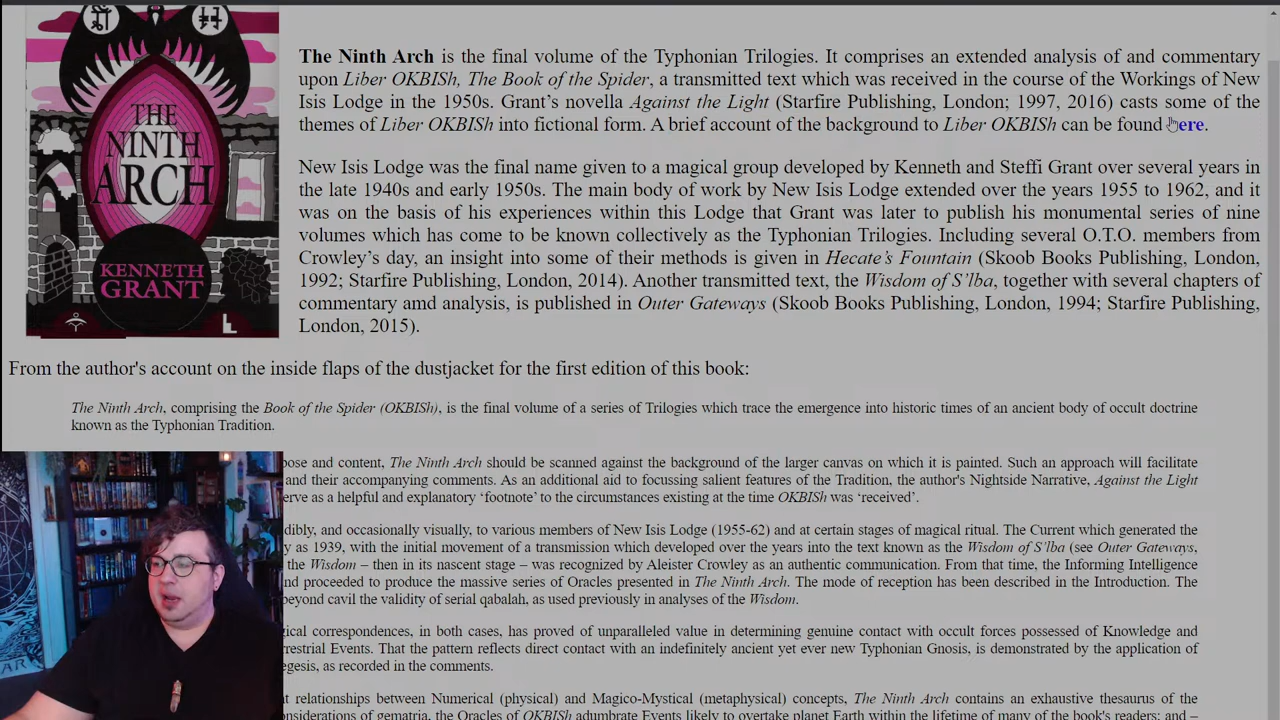 THE
NINTH
ARCH
KENNETH
GRANT
The Ninth Arch is the final volume of the Typhonian Trilogies. It comprises an extended analysis of and commentary
upon Liber OKBISh, The Book of the Spider, a transmitted text which was received in the course of the Workings of New
Isis Lodge in the 1950s. Grant’s novella Against the Light (Starfire Publishing, London; 1997, 2016) casts some of the
themes of Liber OKBISh into fictional form. A brief account of the background to Liber OKBISh can be found here.
New Isis Lodge was the final name given to a magical group developed by Kenneth and Steffi Grant over several years in
the late 1940s and early 1950s. The main body of work by New Isis Lodge extended over the years 1955 to 1962, and it
was on the basis of his experiences within this Lodge that Grant was later to publish his monumental series of nine
volumes which has come to be known collectively as the Typhonian Trilogies. Including several O.T.O. members from
Crowley’s day, an insight into some of their methods is given in Hecate’s Fountain (Skoob Books Publishing, London,
1992; Starfire Publishing, London, 2014). Another transmitted text, the Wisdom of S’lba, together with several chapters of
commentary amd analysis, is published in Outer Gateways (Skoob Books Publishing, London, 1994; Starfire Publishing,
London, 2015).
From the author's account on the inside flaps of the dustjacket for the first edition of this book:
The Ninth Arch, comprising the Book of the Spider (OKBISh), is the final volume of a series of Trilogies which trace the emergence into historic times of an ancient body of occult doctrine
known as the Typhonian Tradition.
and content, The Ninth Arch should be scanned against the background of the larger canvas on which it is painted. Such an approach will facilitate
and their accompanying comments. As an additional aid to focussing salient features of the Tradition, the author's Nightside Narrative, Against the Light
as a helpful and explanatory ‘footnote’ to the circumstances existing at the time OKBISh was ‘received’.
and occasionally visually, to various members of New Isis Lodge (1955-62) and at certain stages of magical ritual. The Current which generated the
as 1939, with the initial movement of a transmission which developed over the years into the text known as the Wisdom of S’lba (see Outer Gateways,
the Wisdom – then in its nascent stage – was recognized by Aleister Crowley as an authentic communication. From that time, the Informing Intelligence
proceeded to produce the massive series of Oracles presented in The Ninth Arch. The mode of reception has been described in the Introduction. The
beyond cavil the validity of serial qabalah, as used previously in analyses of the Wisdom.
correspondences, in both cases, has proved of unparalleled value in determining genuine contact with occult forces possessed of Knowledge and
Events. That the pattern reflects direct contact with an indefinitely ancient yet ever new Typhonian Gnosis, is demonstrated by the application of
as recorded in the comments.
relationships between Numerical (physical) and Magico-Mystical (metaphysical) concepts, The Ninth Arch contains an exhaustive thesaurus of the
of gematria, the Oracles of OKBISh adumbrate Events likely to overtake planet Earth within the lifetime of many of the book's readers; and –